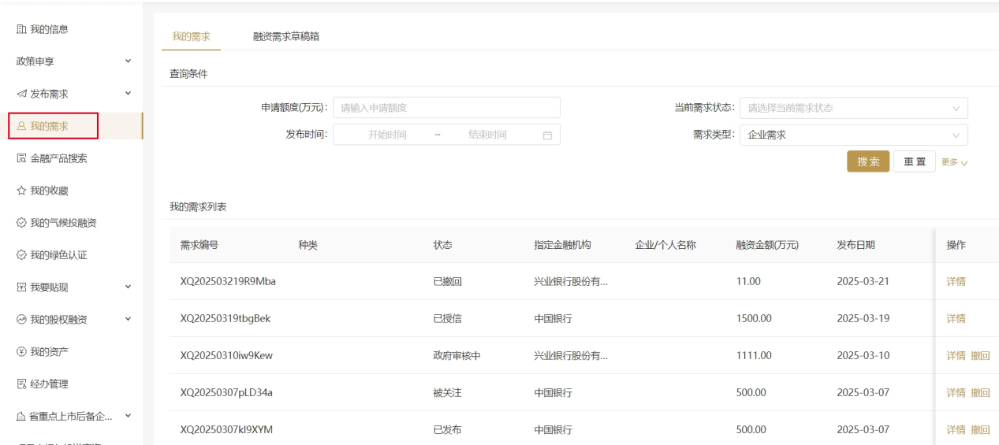 我的信息
政策申享
发布需求
我的需求
金融产品搜索
我的收藏
我的气候投融资
我的绿色认证
我要贴现
我的股权融资
我的资产
经办管理
省重点上市后备企...
我的需求 融资需求草稿箱
查询条件
申请额度(万元): 请输入申请额度 当前需求状态: 请选择当前需求状态
发布时间: 开始时间 ~ 结束时间 需求类型: 企业需求
搜索 重置 更多
我的需求列表
需求编号 种类 状态 指定金融机构 企业/个人名称 融资金额(万元) 发布日期 操作
XQ202503219R9Mba 已撤回 兴业银行股份有... 11.00 2025-03-21 详情
XQ20250319tbgBek 已授信 中国银行 1500.00 2025-03-19 详情
XQ20250310iw9Kew 政府审核中 兴业银行股份有... 1111.00 2025-03-10 详情 撤回
XQ20250307pLD34a 被关注 中国银行 500.00 2025-03-07 详情 撤回
XQ20250307kl9XYM 已发布 中国银行 500.00 2025-03-07 详情 撤回